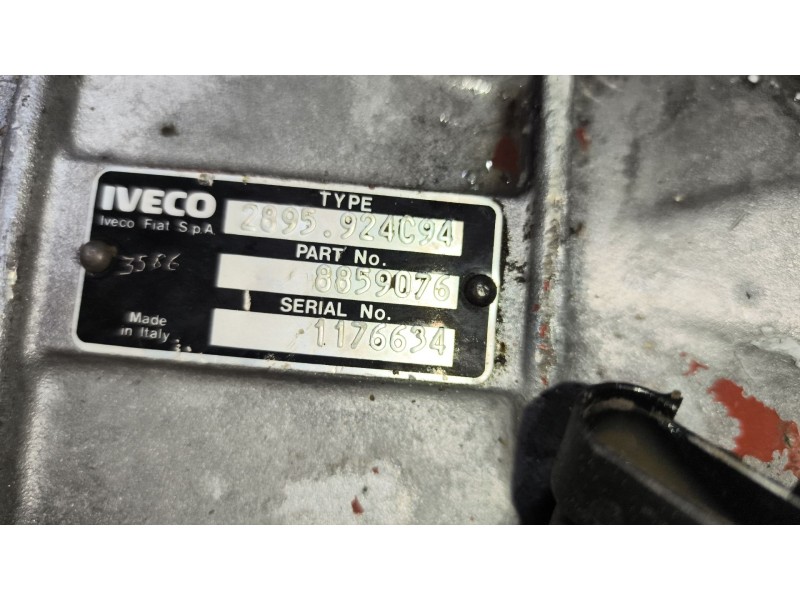 IVECO
Iveco Fiat S.p.A
TYPE
2895.924C94
PART No.
8859076
3586
SERIAL No.
1176634
Made
in Italy